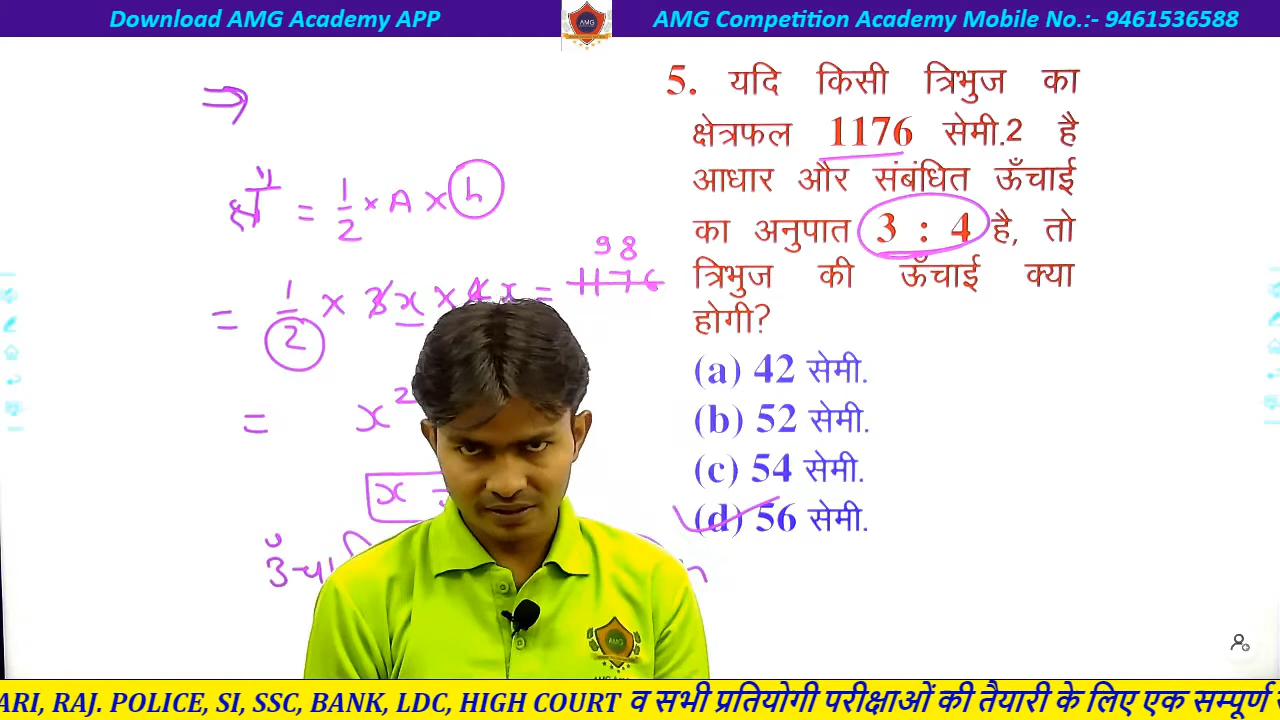 Download AMG Academy APP
AMG
AMG Competition Academy Mobile No.:- 9461536588
5. यदि किसी त्रिभुज का
क्षेत्रफल 1176 सेमी.2 है
आधार और संबंधित ऊँचाई
का अनुपात 3 : 4 है, तो
त्रिभुज की ऊँचाई क्या
होगी?
(a) 42 सेमी.
(b) 52 सेमी.
(c) 54 सेमी.
(d) 56 सेमी.
⇒
= 1/2 × A × h
98
= 1/2 × 3x × 4x = 1176
= x²
x =
AMG
ARI, RAJ. POLICE, SI, SSC, BANK, LDC, HIGH COURT व सभी प्रतियोगी परीक्षाओं की तैयारी के लिए एक सम्पूर्ण